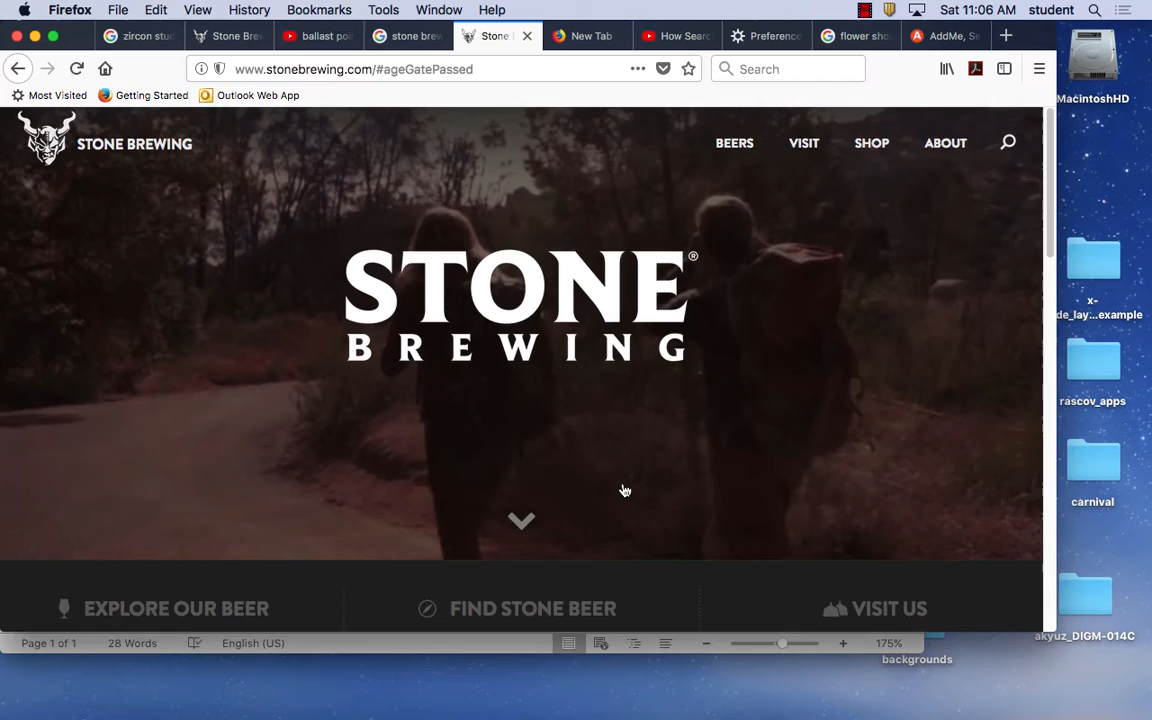 Firefox File Edit View History Bookmarks Tools Window Help Sat 11:06 AM student
zircon stud Stone Brew ballast poi stone brew Stone New Tab How Searc Preference flower sho AddMe, Se
www.stonebrewing.com/#ageGatePassed Search
Most Visited Getting Started Outlook Web App
MacintoshHD
STONE BREWING BEERS VISIT SHOP ABOUT
STONE®
BREWING
x-
de_lay...example
rascov_apps
carnival
EXPLORE OUR BEER FIND STONE BEER VISIT US
akyuz_DIGM-014C
Page 1 of 1 28 Words English (US) 175%
backgrounds